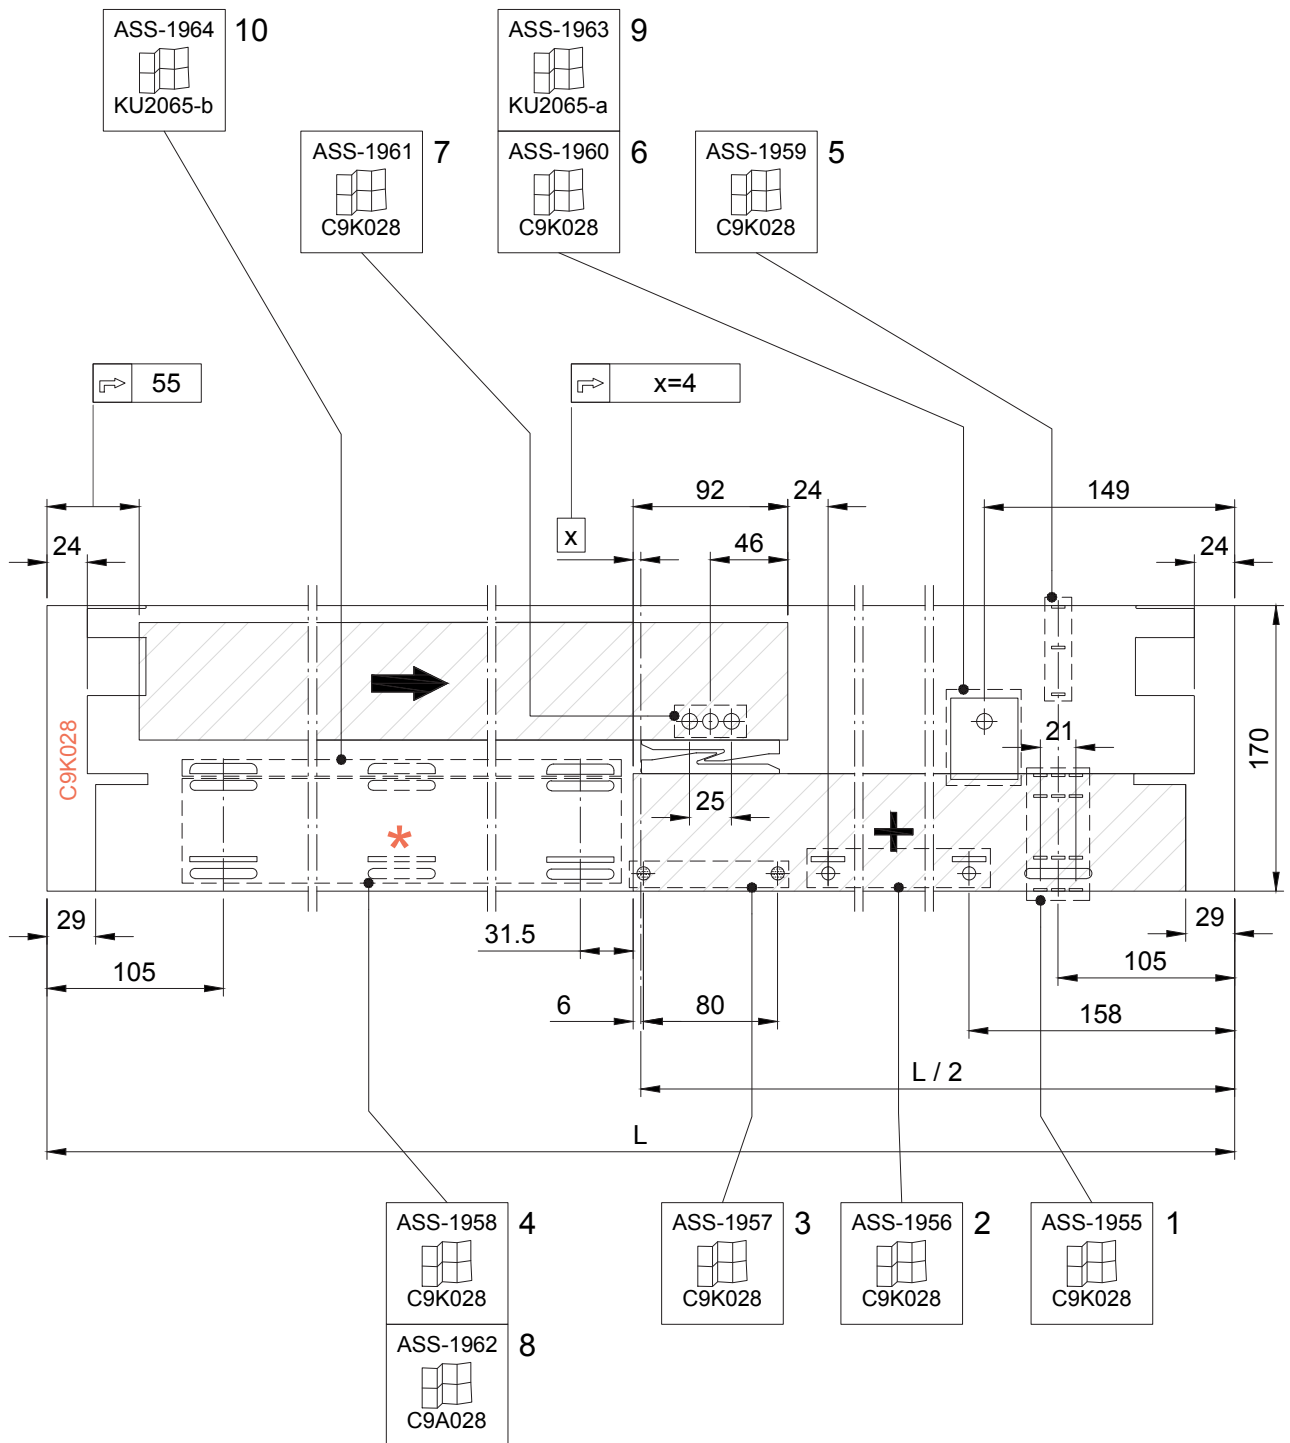 ASS-1964 10
KU2065-b
ASS-1963 9
KU2065-a
ASS-1961 7
C9K028
ASS-1960 6
C9K028
ASS-1959 5
C9K028
55
x=4
92
24
149
x
46
24
24
C9K028
*
25
+
21
170
29
31.5
29
105
105
6
80
158
L / 2
L
ASS-1958 4
C9K028
ASS-1957 3
C9K028
ASS-1956 2
C9K028
ASS-1955 1
C9K028
ASS-1962 8
C9A028